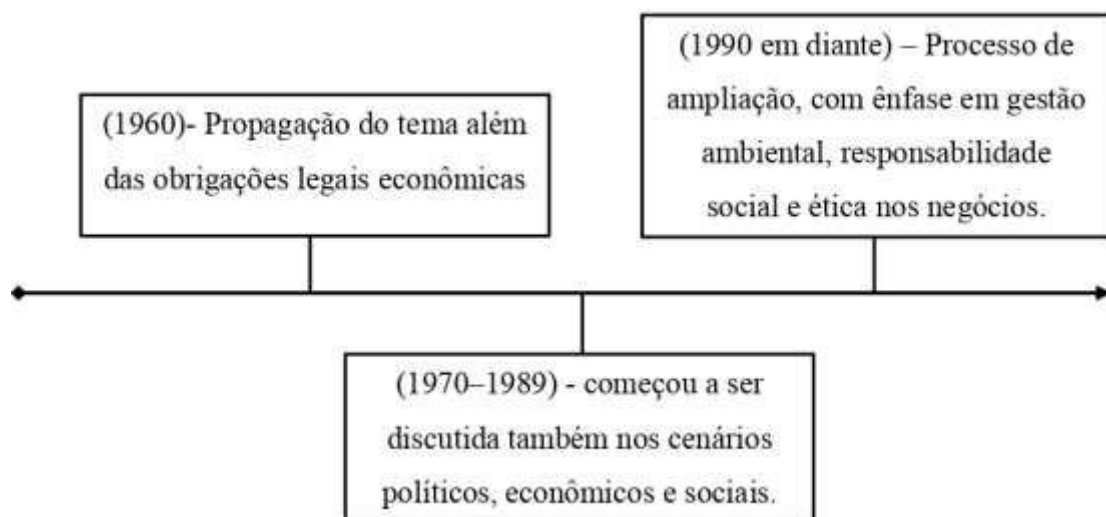 (1960)- Propagação do tema além
das obrigações legais econômicas
(1970–1989) - começou a ser
discutida também nos cenários
políticos, econômicos e sociais.
(1990 em diante) – Processo de
ampliação, com ênfase em gestão
ambiental, responsabilidade
social e ética nos negócios.